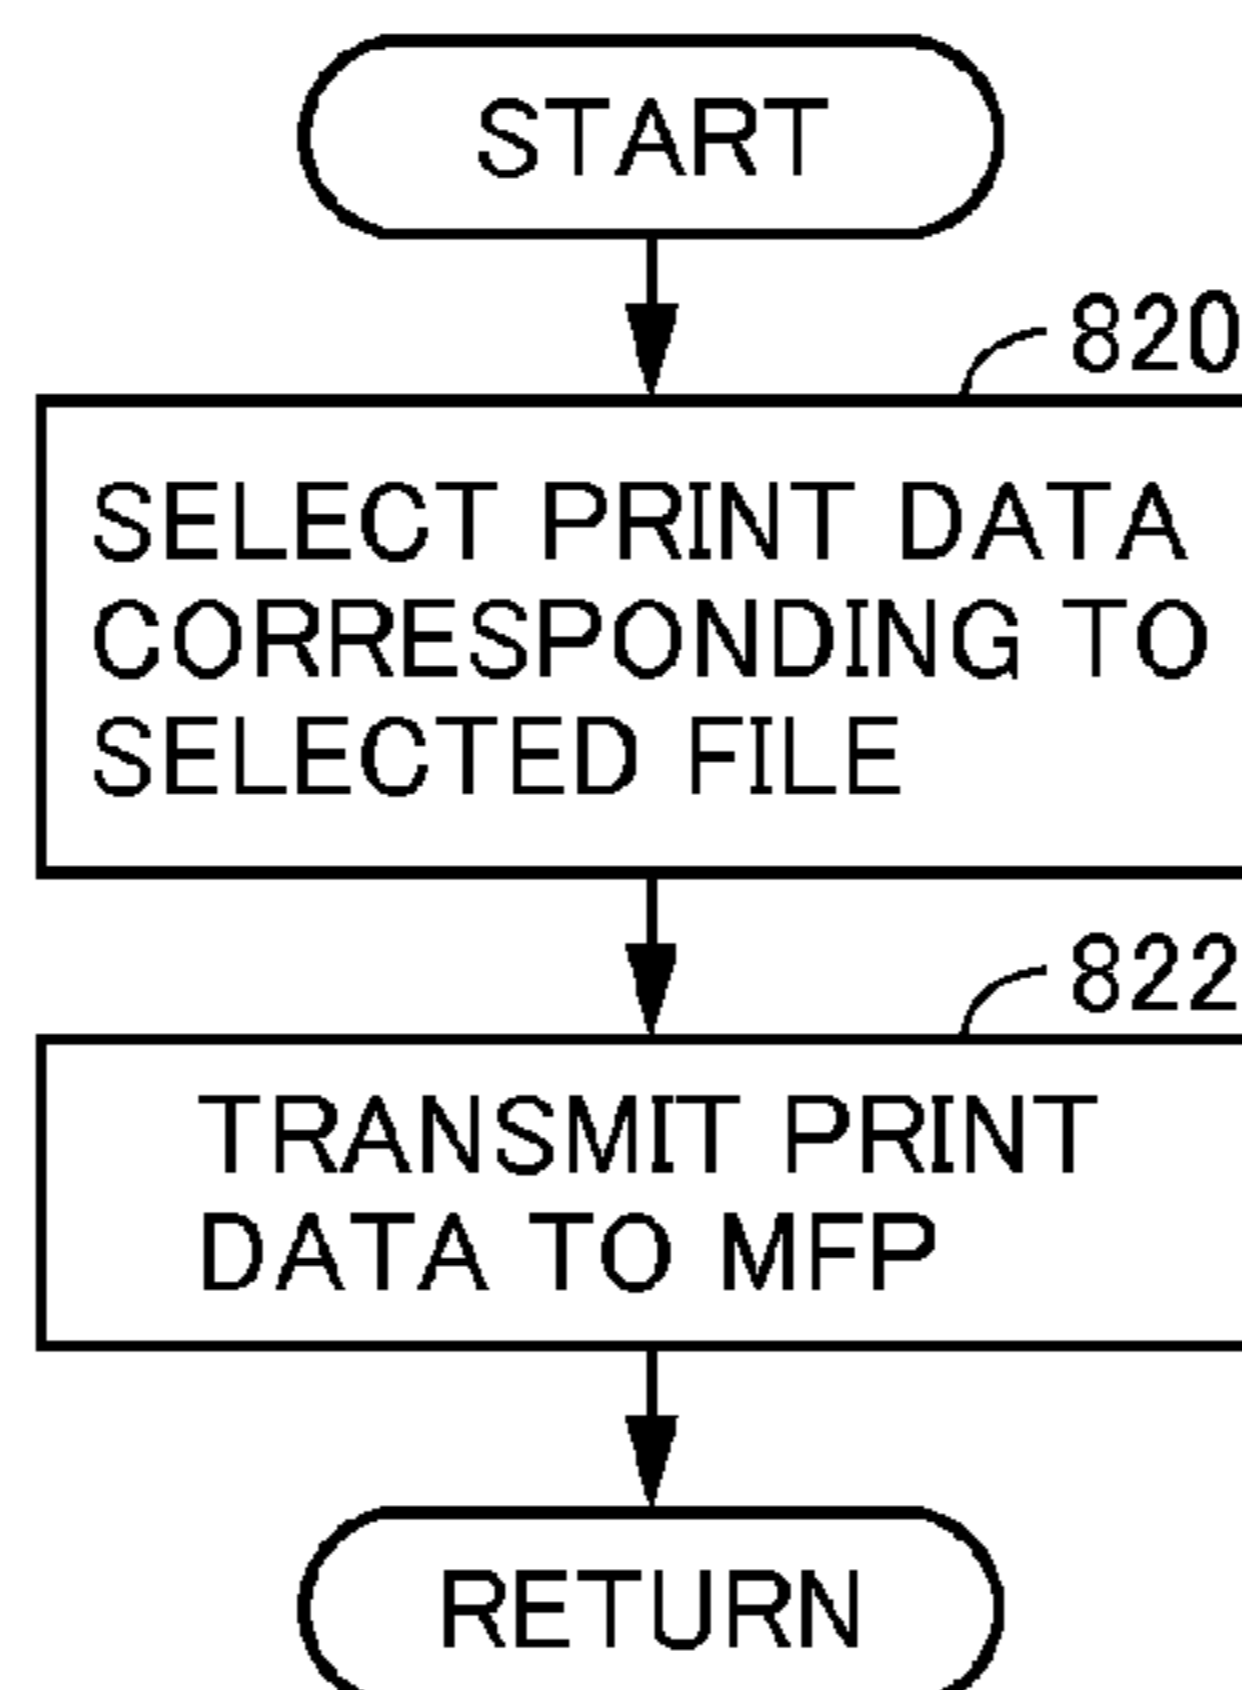 START
820
SELECT PRINT DATA
CORRESPONDING TO
SELECTED FILE
822
TRANSMIT PRINT
DATA TO MFP
RETURN